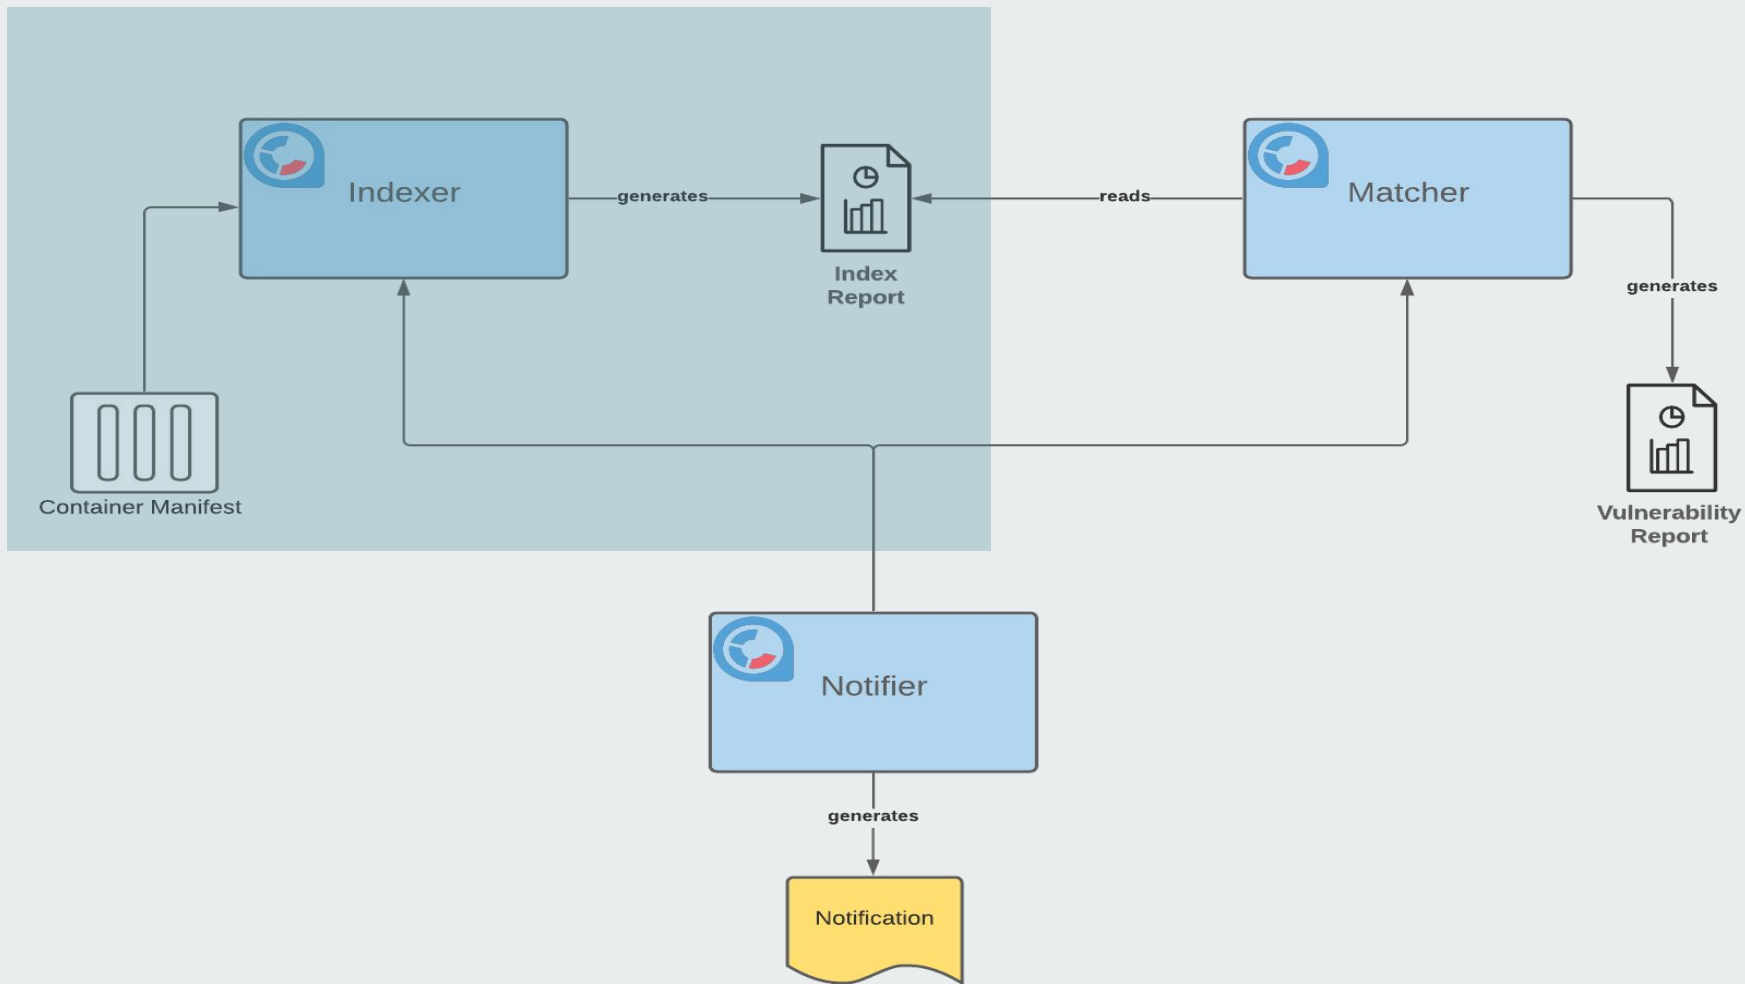 Indexer
generates
Index
Report
reads
Matcher
generates
Container Manifest
Vulnerability
Report
Notifier
generates
Notification